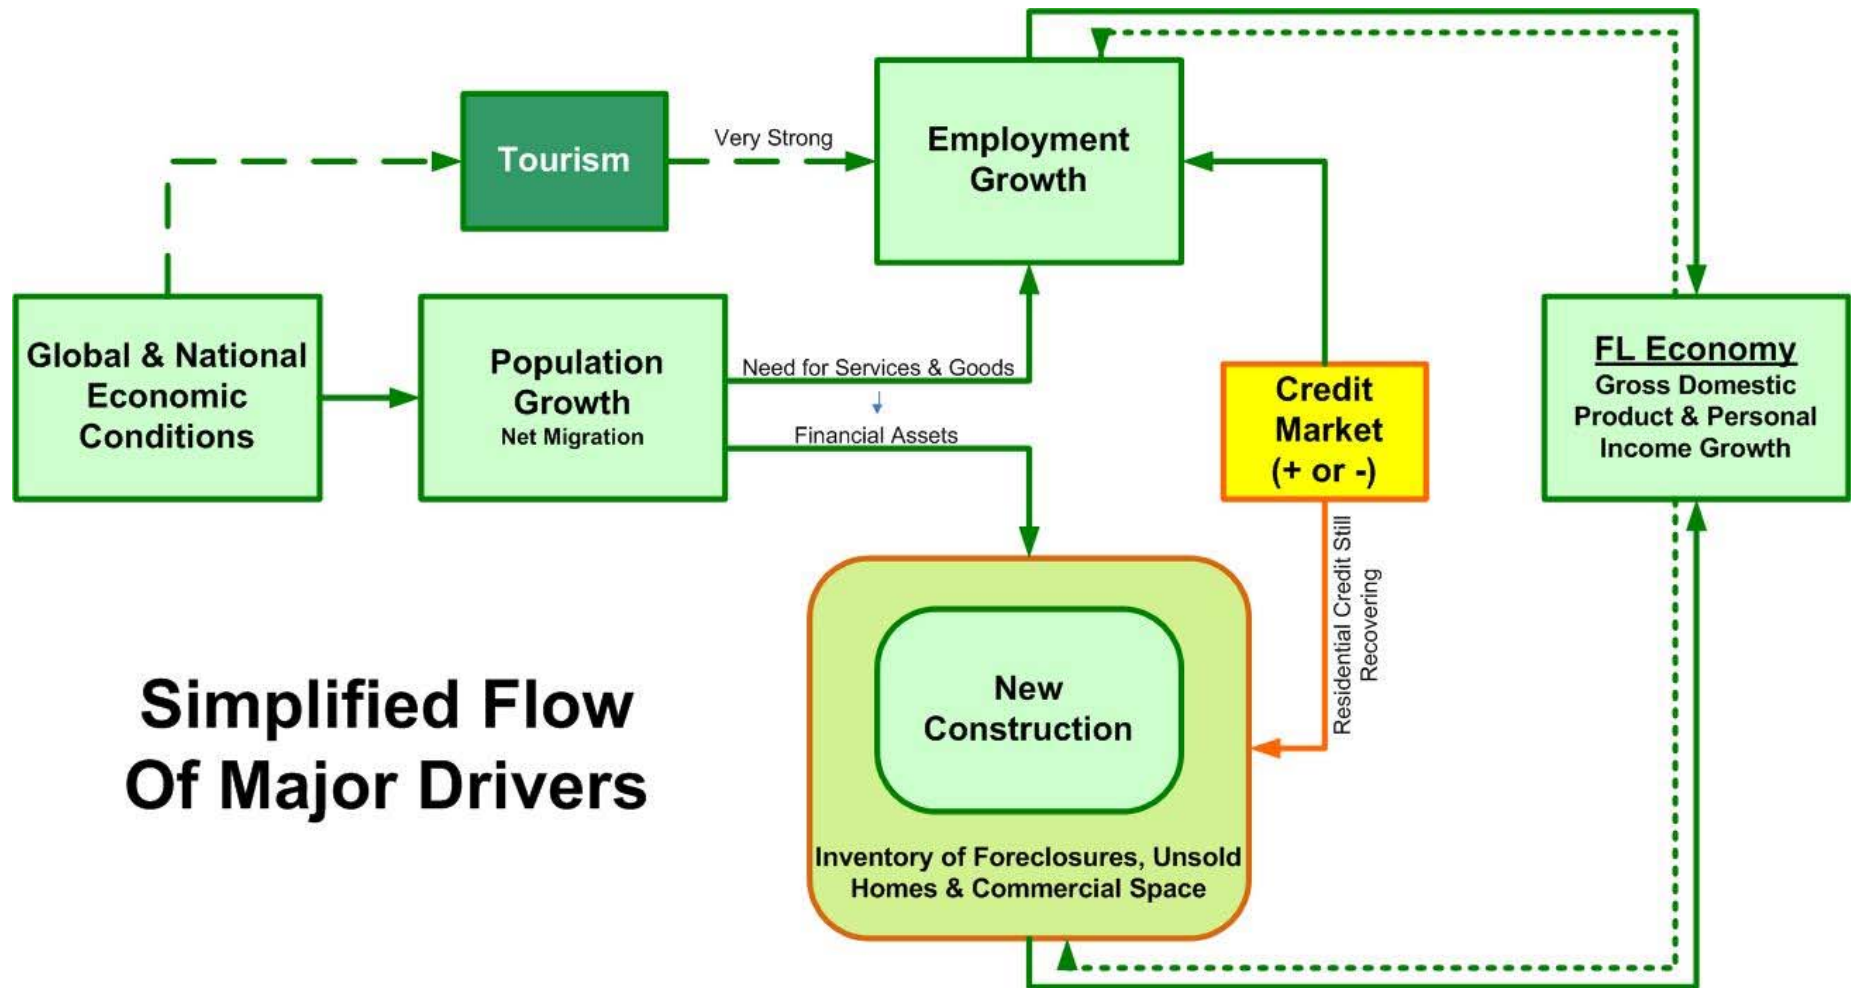 Very Strong
Tourism
Employment
Growth
Global & National
Economic
Conditions
Population
Growth
Net Migration
Need for Services & Goods
Financial Assets
Credit
Market
(+ or -)
FL Economy
Gross Domestic
Product & Personal
Income Growth
Residential Credit Still
Recovering
New
Construction
Inventory of Foreclosures, Unsold
Homes & Commercial Space
Simplified Flow
Of Major Drivers